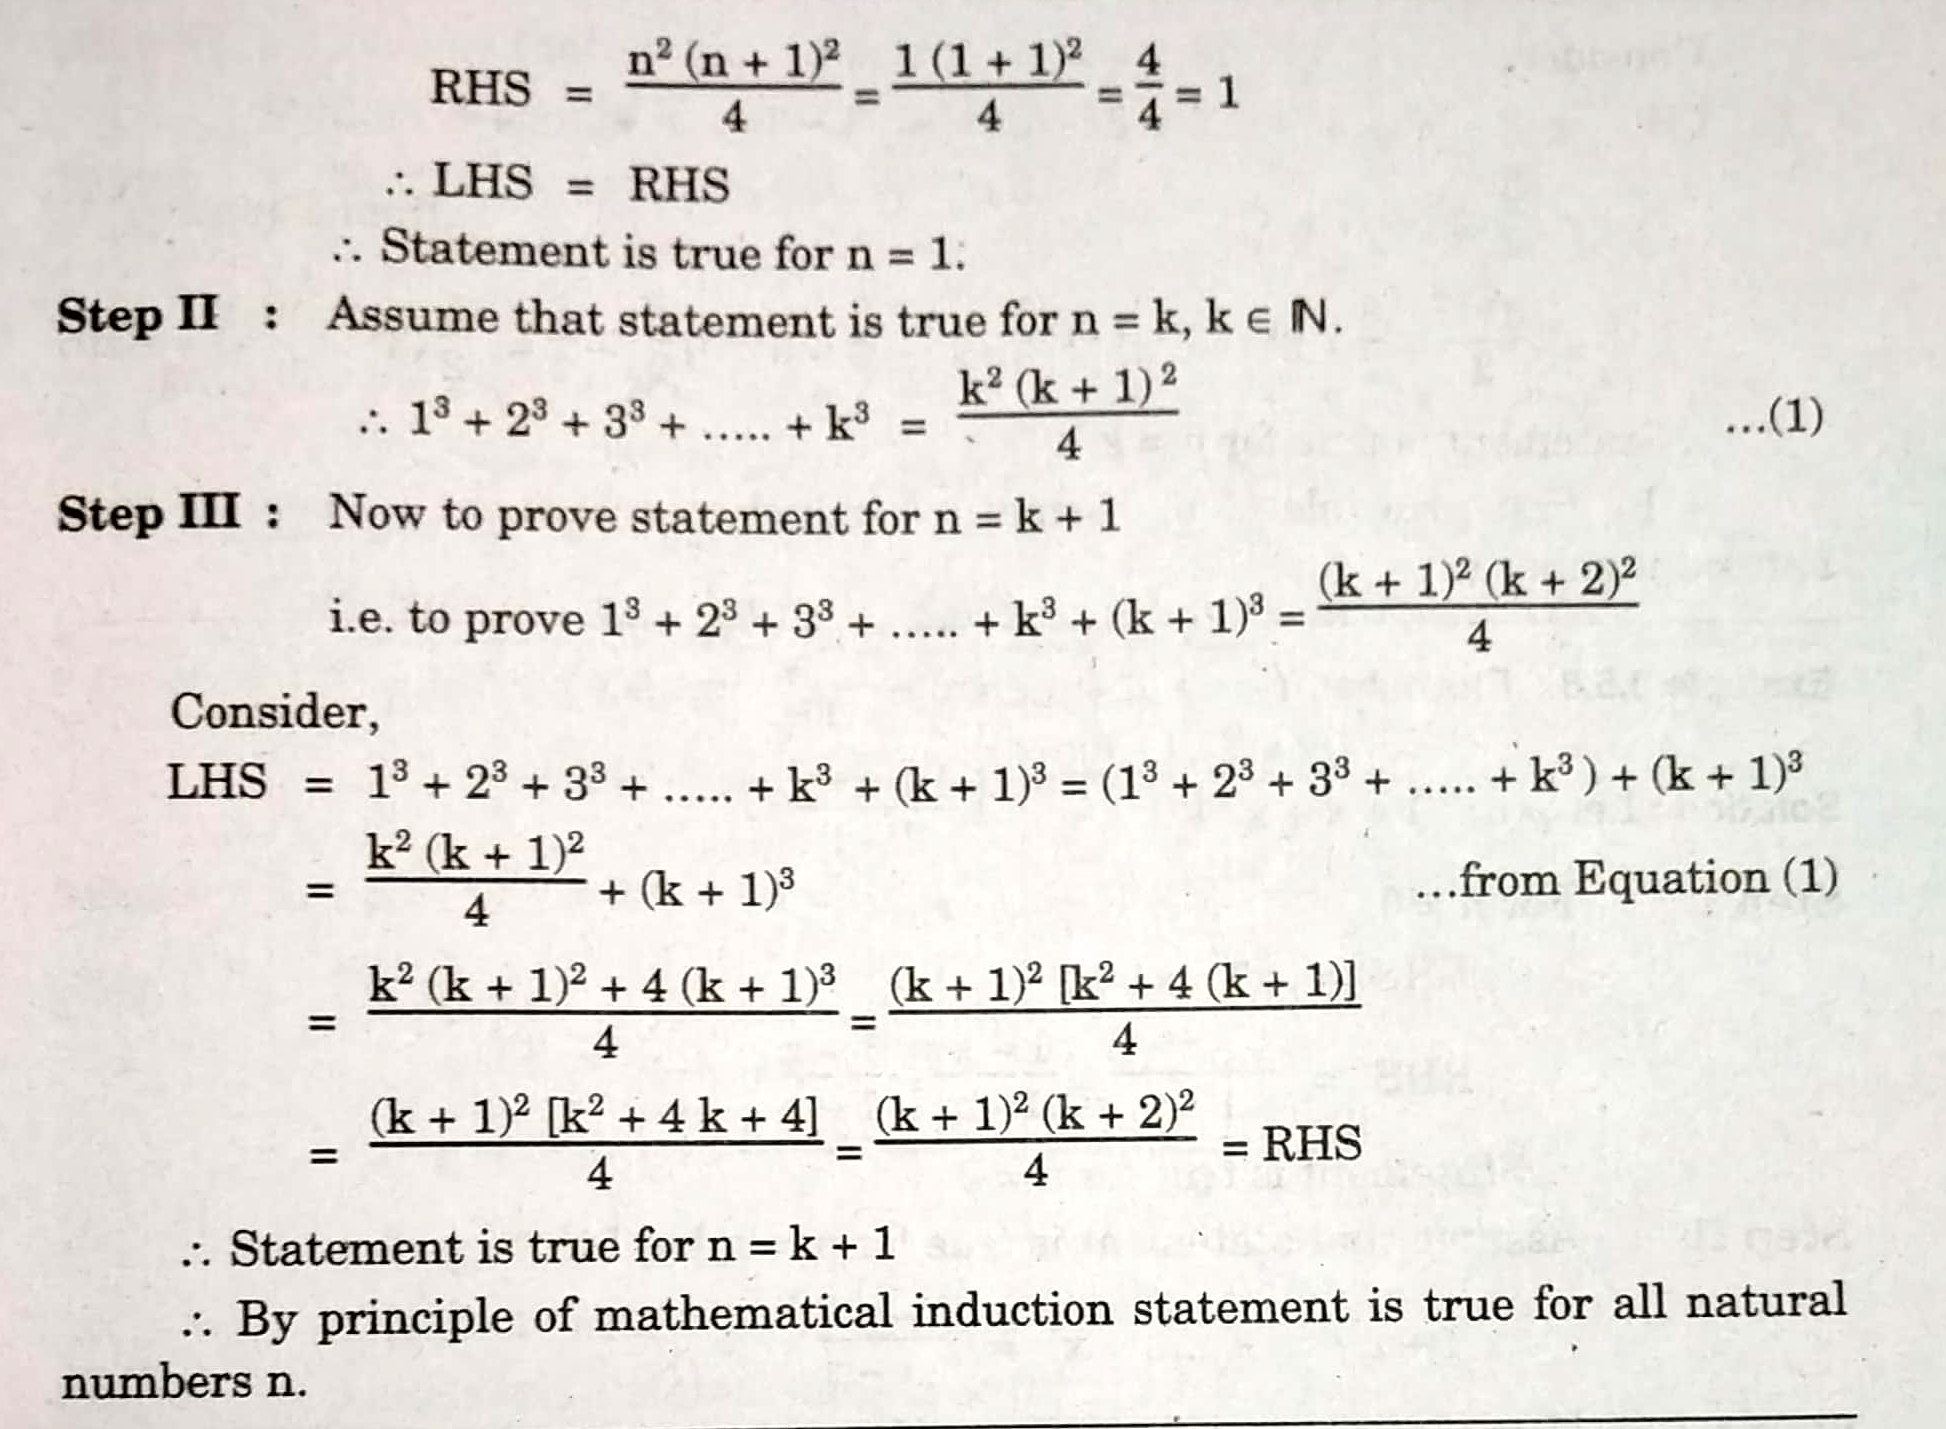 RHS = n² (n + 1)² / 4 = 1 (1 + 1)² / 4 = 4/4 = 1
∴ LHS = RHS
∴ Statement is true for n = 1.
Step II : Assume that statement is true for n = k, k ∈ ℕ.
∴ 1³ + 2³ + 3³ + ..... + k³ = k² (k + 1)² / 4 ...(1)
Step III : Now to prove statement for n = k + 1
i.e. to prove 1³ + 2³ + 3³ + ..... + k³ + (k + 1)³ = (k + 1)² (k + 2)² / 4
Consider,
LHS = 1³ + 2³ + 3³ + ..... + k³ + (k + 1)³ = (1³ + 2³ + 3³ + ..... + k³) + (k + 1)³
= k² (k + 1)² / 4 + (k + 1)³ ...from Equation (1)
= k² (k + 1)² + 4 (k + 1)³ / 4 = (k + 1)² [k² + 4 (k + 1)] / 4
= (k + 1)² [k² + 4 k + 4] / 4 = (k + 1)² (k + 2)² / 4 = RHS
∴ Statement is true for n = k + 1
∴ By principle of mathematical induction statement is true for all natural
numbers n.